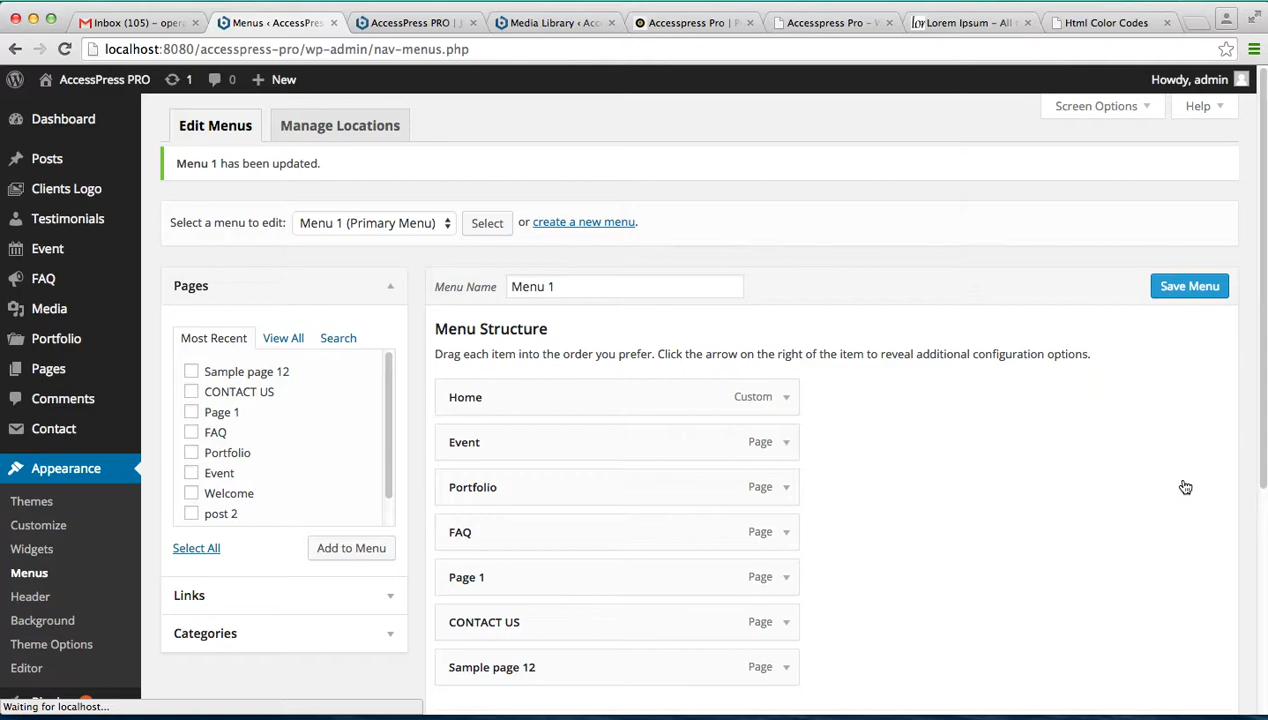 Inbox (105) – oper
Menus ‹ AccessPress
AccessPress PRO |
Media Library ‹ Acce
Accesspress Pro | P
Accesspress Pro – W
Lorem Ipsum – All
Html Color Codes
localhost:8080/accesspress-pro/wp-admin/nav-menus.php
AccessPress PRO 1 0 + New
Howdy, admin
Dashboard
Posts
Clients Logo
Testimonials
Event
FAQ
Media
Portfolio
Pages
Comments
Contact
Appearance
Themes
Customize
Widgets
Menus
Header
Background
Theme Options
Editor
Waiting for localhost...
Screen Options
Help
Edit Menus
Manage Locations
Menu 1 has been updated.
Select a menu to edit: Menu 1 (Primary Menu) Select or create a new menu.
Pages
Most Recent View All Search
Sample page 12
CONTACT US
Page 1
FAQ
Portfolio
Event
Welcome
post 2
Select All Add to Menu
Links
Categories
Menu Name Menu 1 Save Menu
Menu Structure
Drag each item into the order you prefer. Click the arrow on the right of the item to reveal additional configuration options.
Home Custom
Event Page
Portfolio Page
FAQ Page
Page 1 Page
CONTACT US Page
Sample page 12 Page